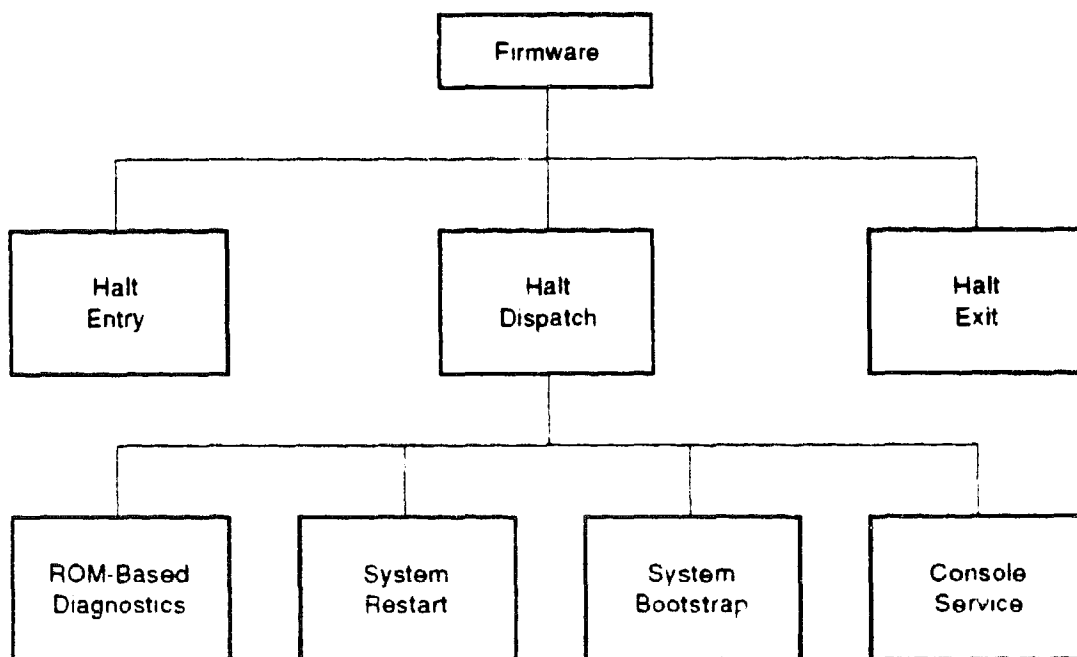 Firmware
Halt
Entry
Halt
Dispatch
Halt
Exit
ROM-Based
Diagnostics
System
Restart
System
Bootstrap
Console
Service